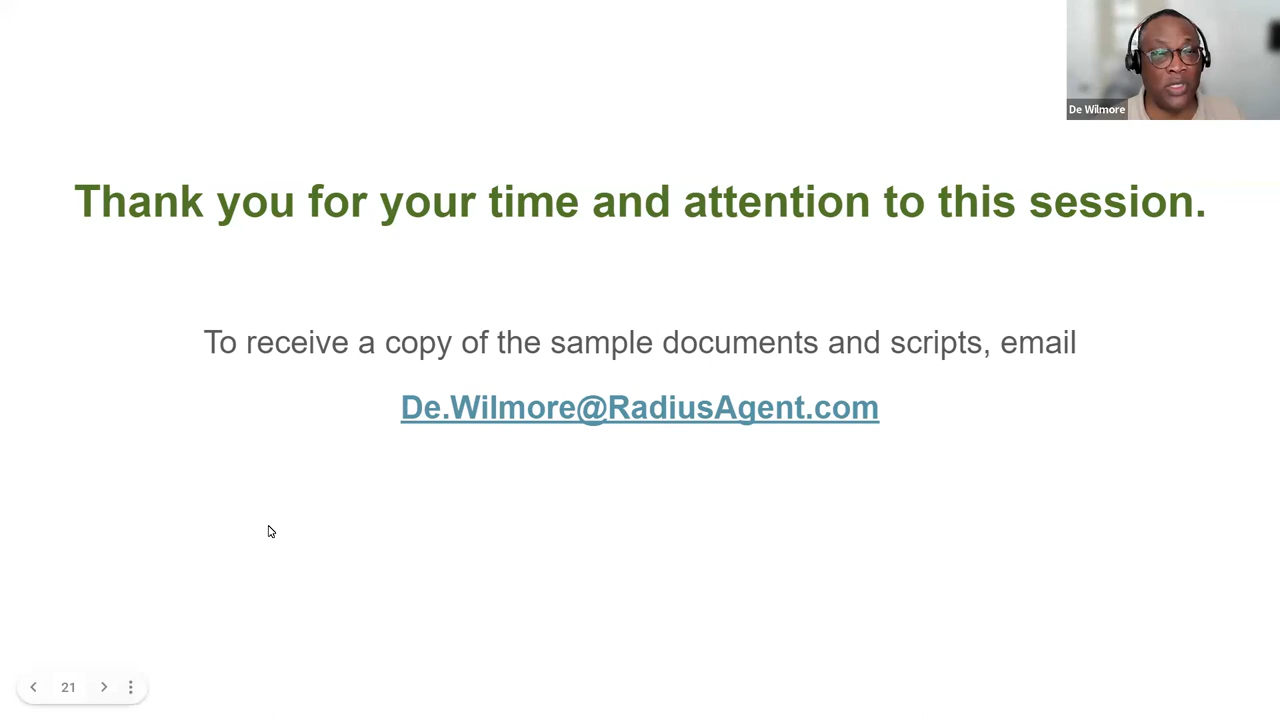 De Wilmore
Thank you for your time and attention to this session.
To receive a copy of the sample documents and scripts, email
De.Wilmore@RadiusAgent.com
21